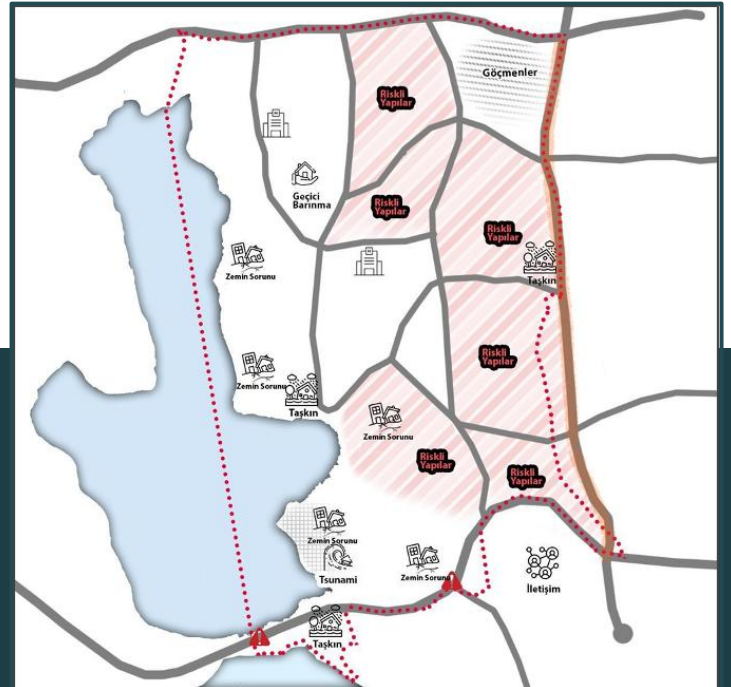 Göçmenler
Riskli
Yapılar
Geçici
Barınma
Riskli
Yapılar
Riskli
Yapılar
Zemin Sorunu
Taşkın
Riskli
Yapılar
Zemin Sorunu
Taşkın
Zemin Sorunu
Riskli
Yapılar
Riskli
Yapılar
Zemin Sorunu
Tsunami
Zemin Sorunu
İletişim
Taşkın